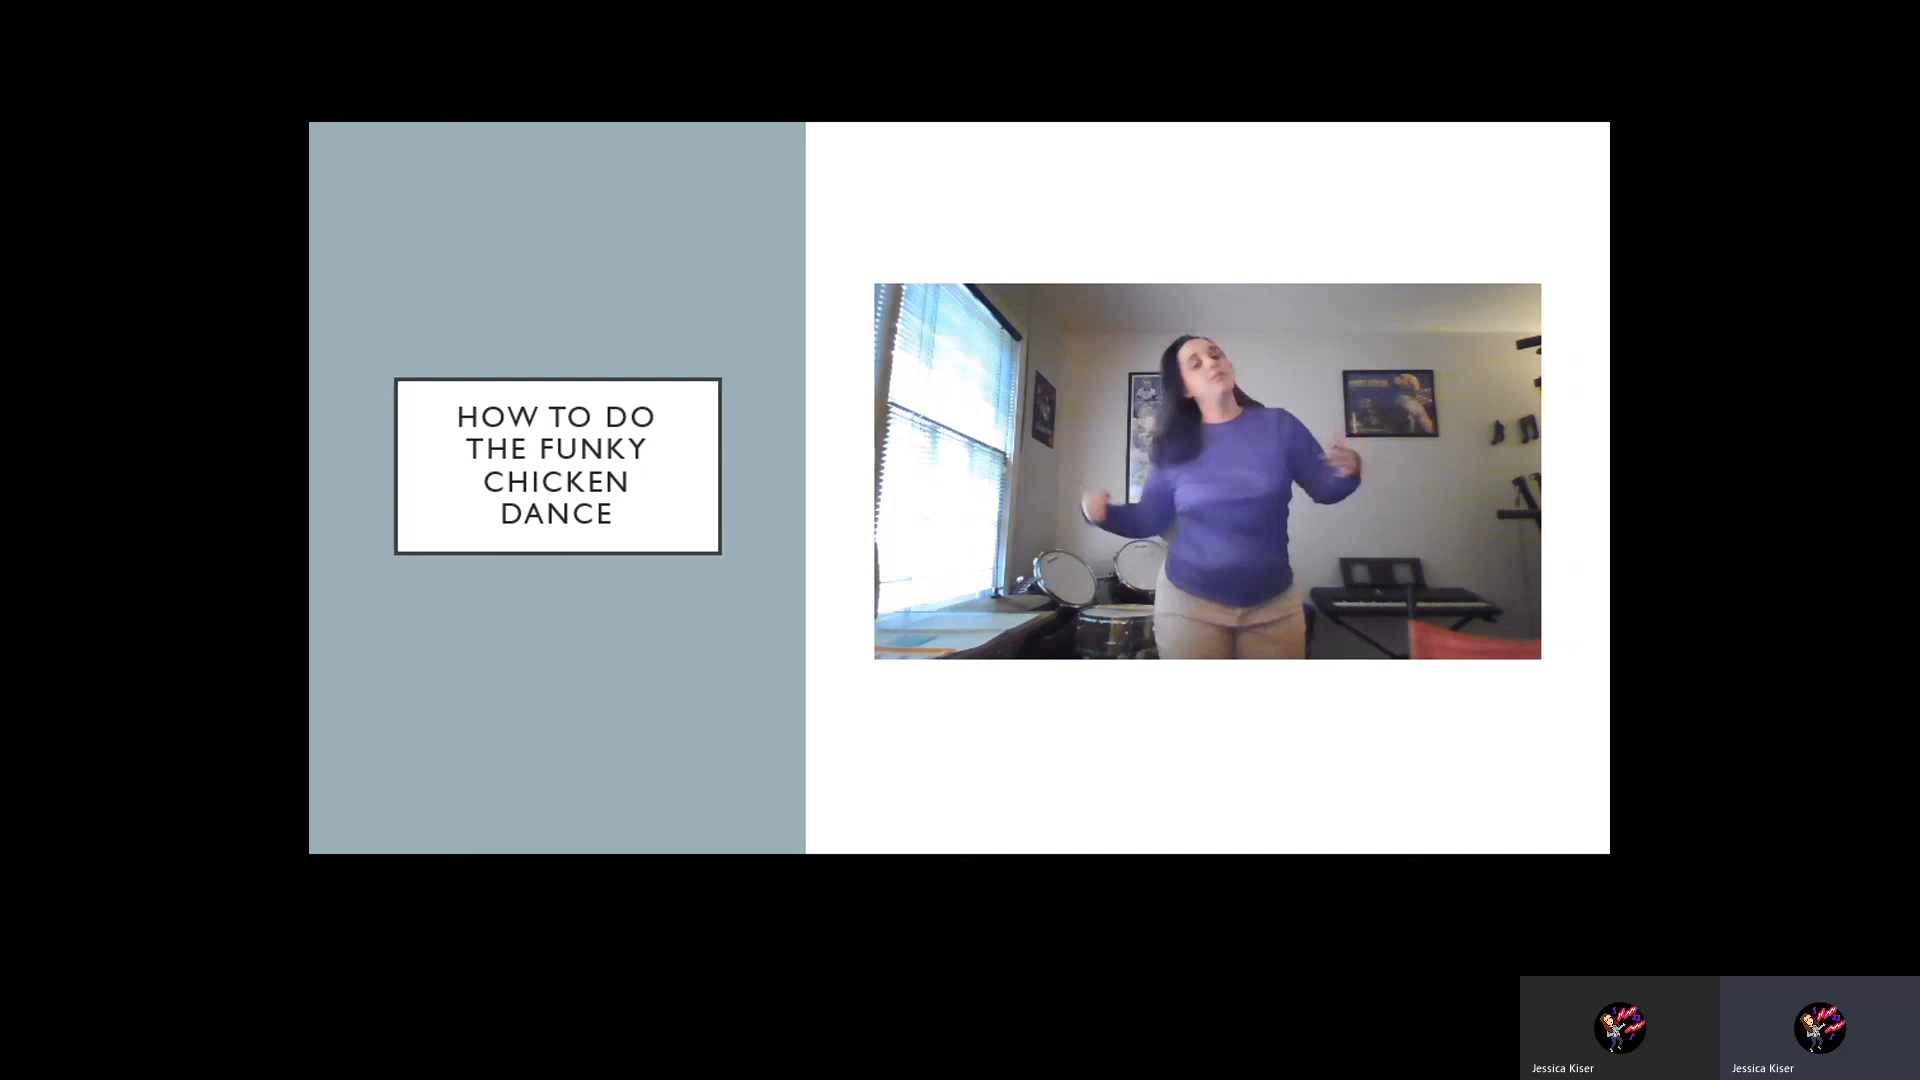 HOW TO DO
THE FUNKY
CHICKEN
DANCE
Jessica Kiser
Jessica Kiser